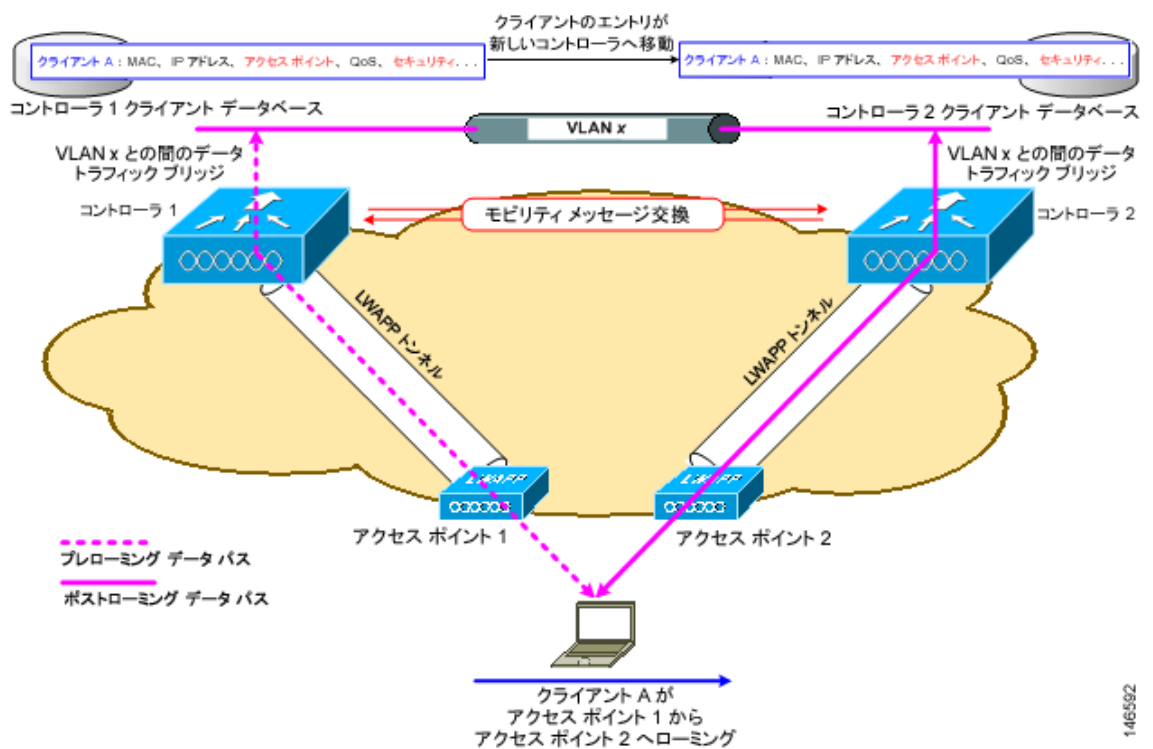 クライアントのエントリが
新しいコントローラへ移動
クライアント A : MAC、IP アドレス、アクセス ポイント、QoS、セキュリティ. . .
クライアント A : MAC、IP アドレス、アクセス ポイント、QoS、セキュリティ. . .
コントローラ 1 クライアント データベース
コントローラ 2 クライアント データベース
VLAN x
VLAN x との間のデータ
トラフィック ブリッジ
VLAN x との間のデータ
トラフィック ブリッジ
コントローラ 1
モビリティ メッセージ交換
コントローラ 2
LWAPP トンネル
LWAPP トンネル
LWAPP
LWAPP
アクセス ポイント 1
アクセス ポイント 2
プレローミング データ パス
ポストローミング データ パス
クライアント A が
アクセス ポイント 1 から
アクセス ポイント 2 へローミング
146592